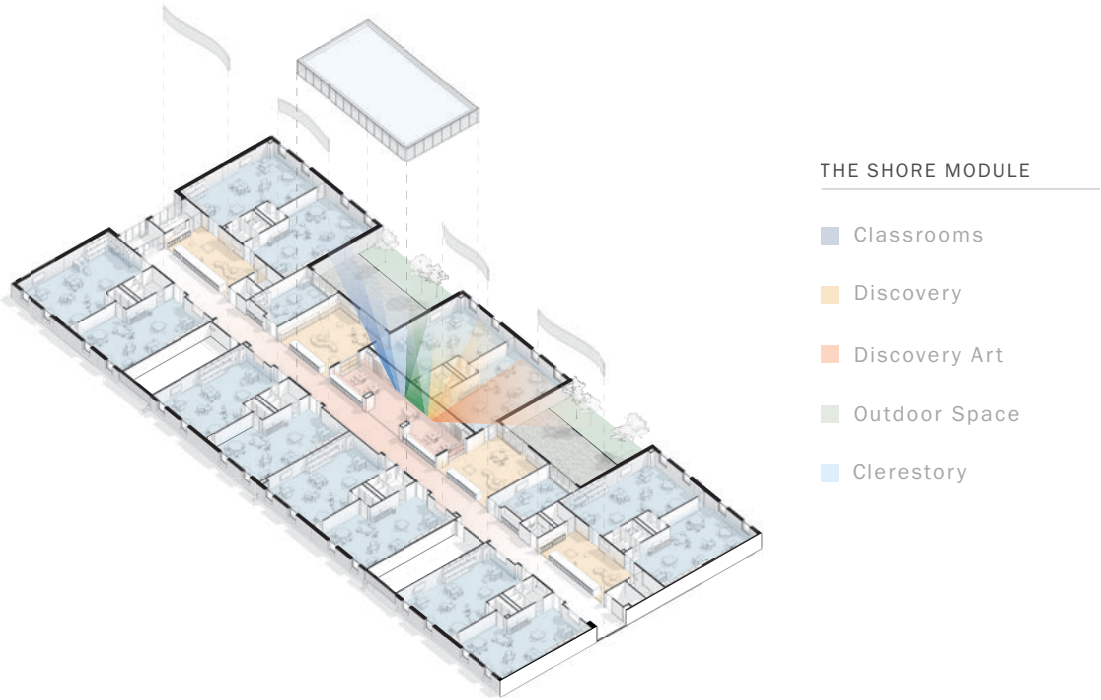 THE SHORE MODULE
Classrooms
Discovery
Discovery Art
Outdoor Space
Clerestory